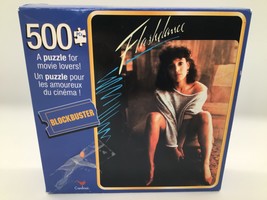 500
A puzzle for
movie lovers!
Un puzzle pour
les amoureux
du cinéma !
BLOCKBUSTER
Flashdance
Cardinal